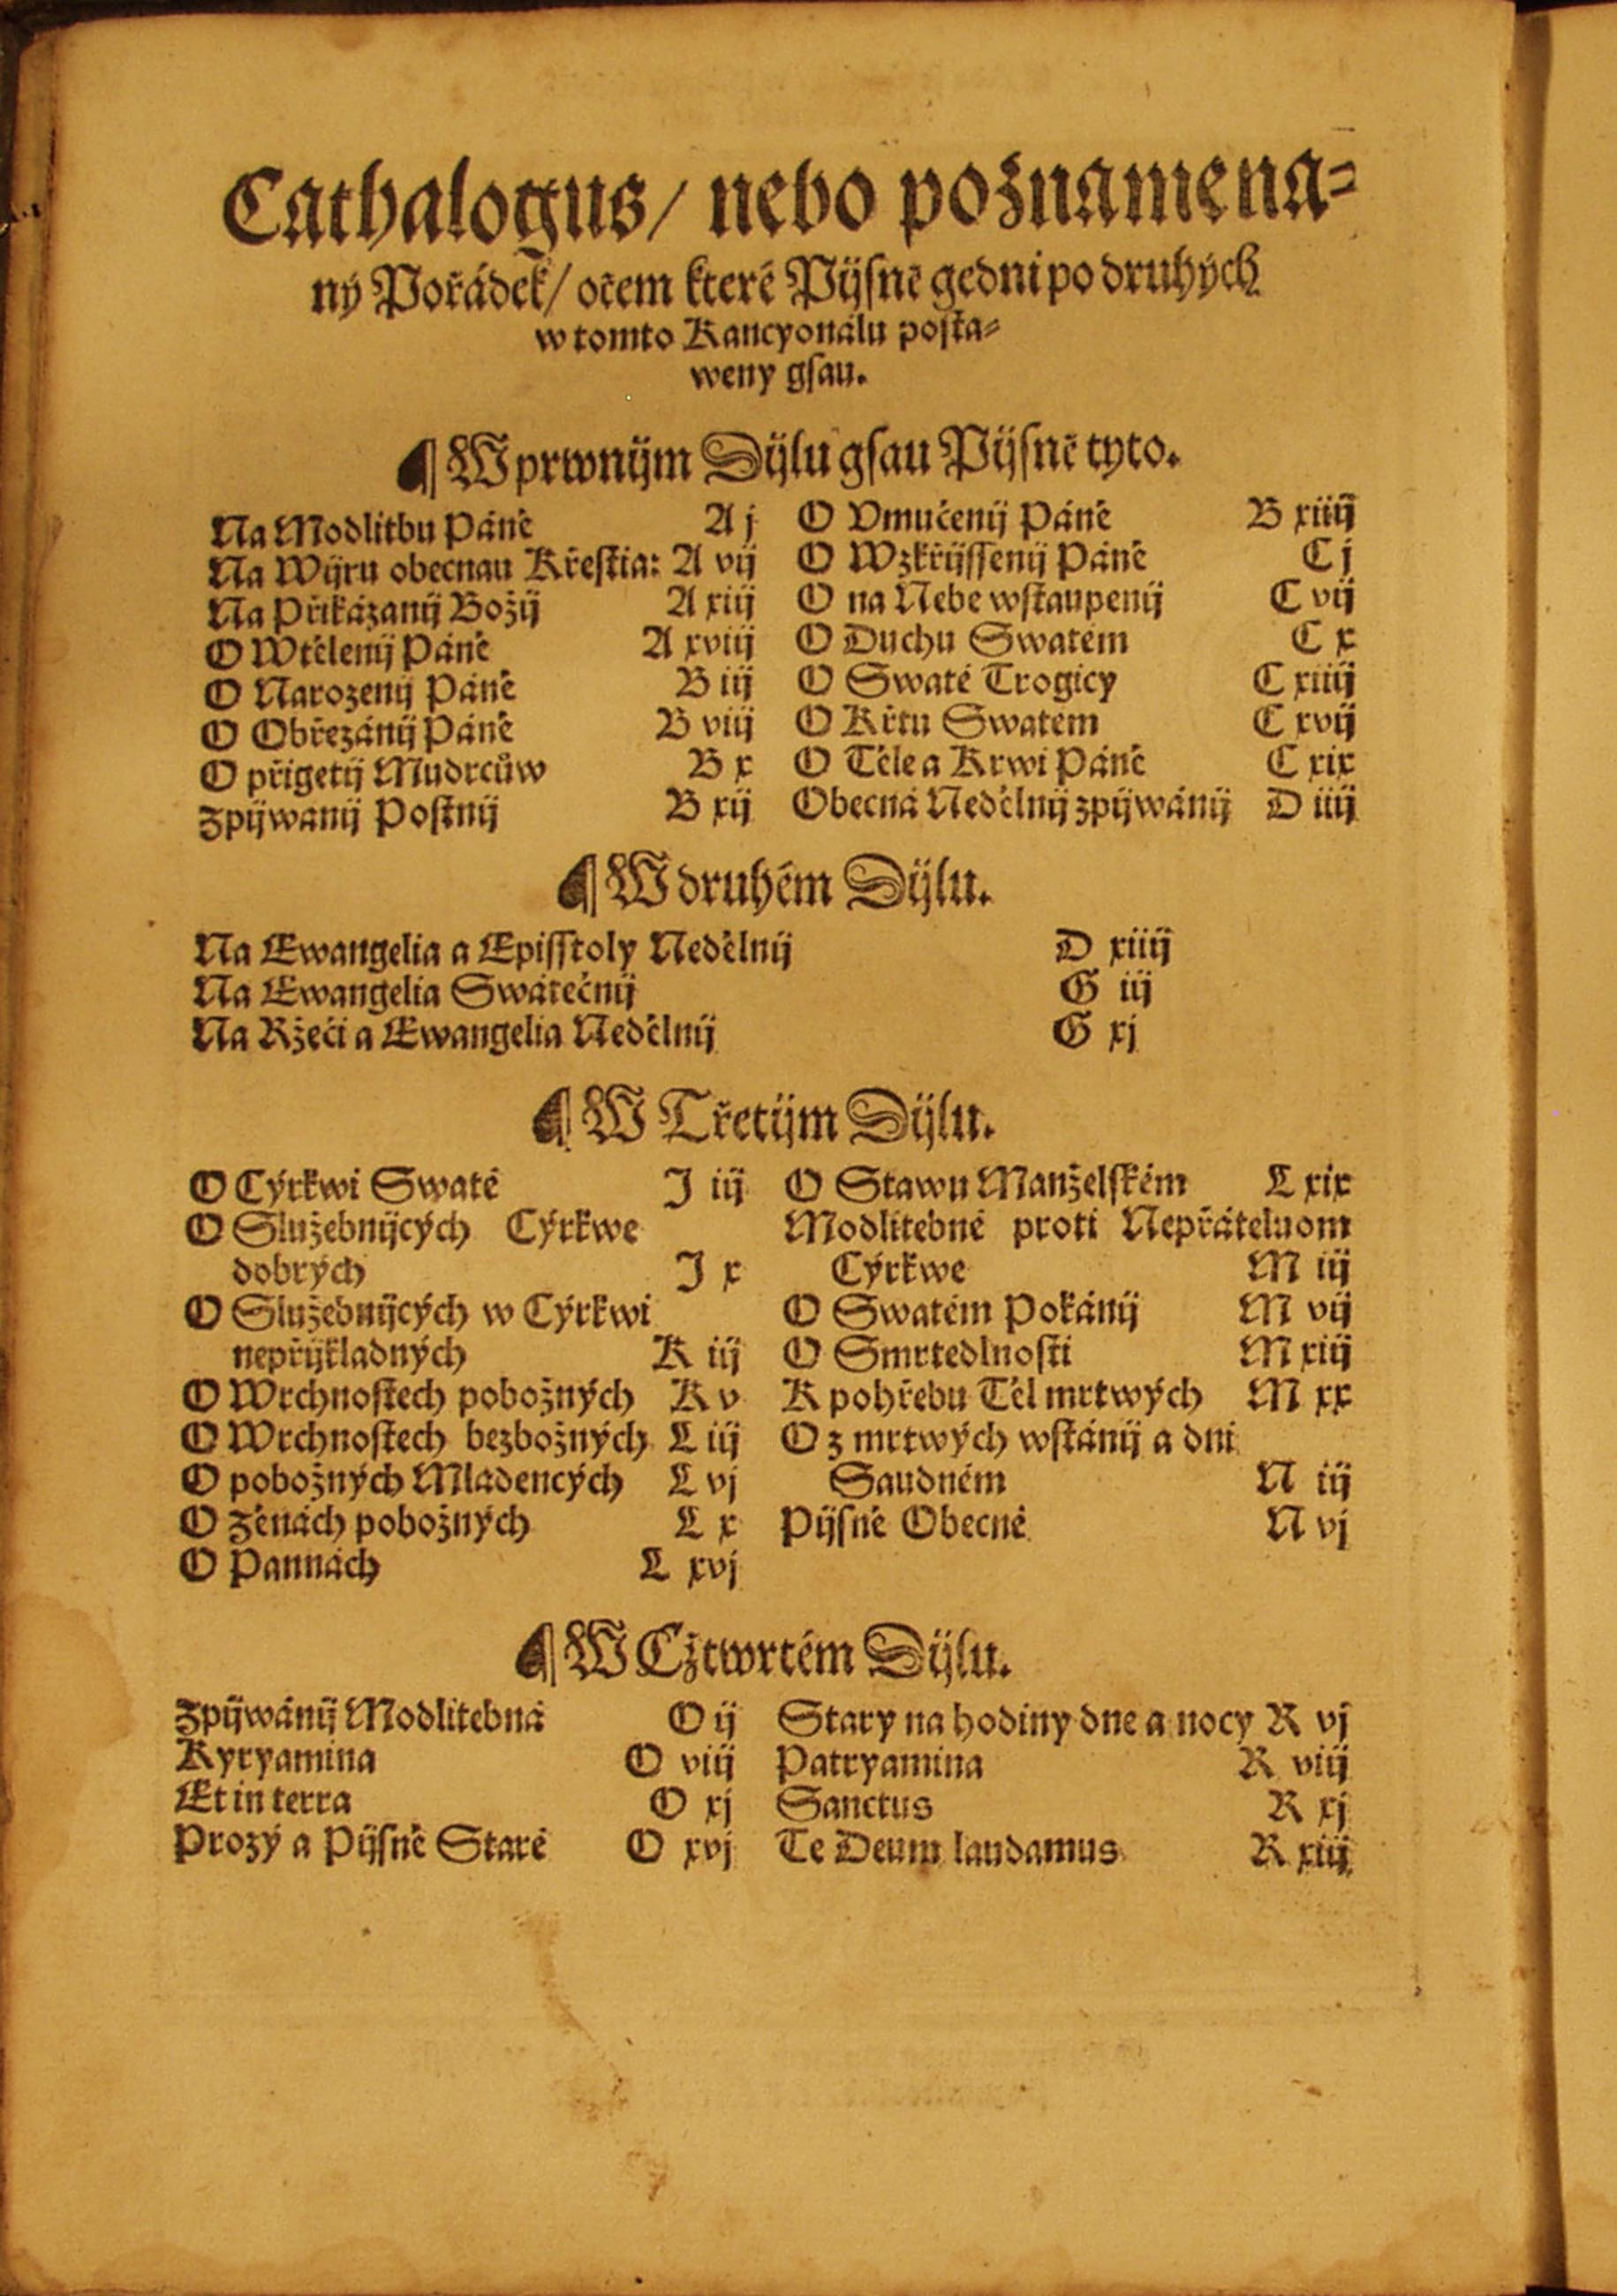 Cathalogus/ nebo poznamena⸗
ný Pořádek/ očem které Pijsně gedni po druhých
w tomto Kancyonálu posta⸗
weny gsau.
¶ W prwnijm Dijlu gsau Pijsně tyto.
Na Modlitbu Páně A j
Na Wijru obecnau Křestia: A vij
Na Přikázanij Božij A xiij
O Wtělenij Páně A xviij
O Narozenij Páně B iij
O Obřezánij Páně B viij
O přigetij Mudrcůw B x
Zpijwanij Postnij B xij
O Vmučenij Páně B xiiij
O Wzkřijssenij Páně C j
O na Nebe wstaupenij C vij
O Duchu Swatém C x
O Swaté Trogicy C xiiij
O Křtu Swatém C xvij
O Těle a Krwi Páně C xix
Obecná Nedělnij zpijwánij D iiij
¶ W druhém Dijlu.
Na Ewangelia a Episstoly Nedělnij D xiiij
Na Ewangelia Swátečnij G iij
Na Ržeči a Ewangelia Nedělnij G xj
¶ W Třetijm Dijlu.
O Cýrkwi Swaté J iij
O Služebnijcých Cýrkwe
dobrých J x
O Služebnijcých w Cýrkwi
nepřijkladných K iij
O Wrchnostech pobožných K v
O Wrchnostech bezbožných L iij
O pobožných Mládencých L vj
O Ženách pobožných L x
O Pannách L xvj
O Stawu Manželském L xix
Modlitebné proti Nepřáteluom
Cýrkwe M iij
O Swatém Pokánij M vij
O Smrtedlnosti M xiij
K pohřebu Těl mrtwých M xx
O z mrtwých wstánij a dni
Saudném N iij
Pijsně Obecné N vj
¶ W Cžtwrtém Dijlu.
Zpijwánij Modlitebná O ij
Kyryamina O viij
Et in terra O xj
Prozý a Pijsně Staré O xvj
Stary na hodiny dne a nocy R vj
Patryamina R viij
Sanctus R xj
Te Deum laudamus R xiij